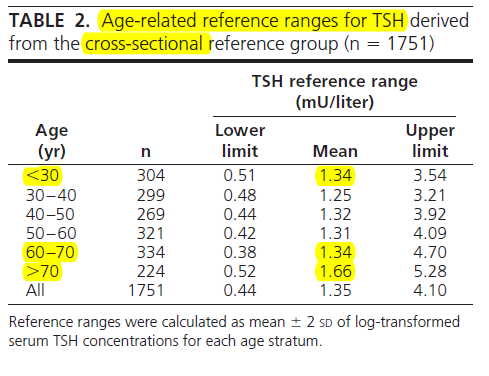 TABLE 2. Age-related reference ranges for TSH derived
from the cross-sectional reference group (n = 1751)
TSH reference range
(mU/liter)
Age (yr) n Lower limit Mean Upper limit
<30 304 0.51 1.34 3.54
30–40 299 0.48 1.25 3.21
40–50 269 0.44 1.32 3.92
50–60 321 0.42 1.31 4.09
60–70 334 0.38 1.34 4.70
>70 224 0.52 1.66 5.28
All 1751 0.44 1.35 4.10
Reference ranges were calculated as mean ± 2 SD of log-transformed
serum TSH concentrations for each age stratum.